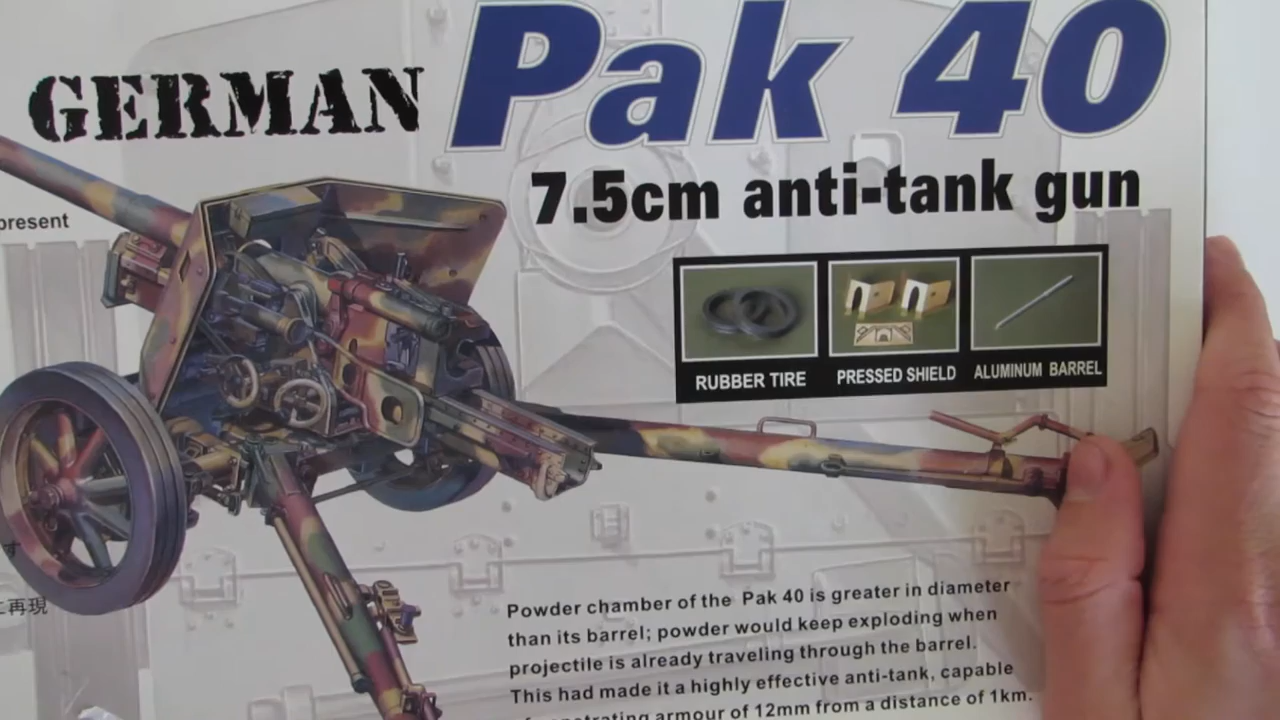 GERMAN Pak 40
7.5cm anti-tank gun
present
RUBBER TIRE
PRESSED SHIELD
ALUMINUM BARREL
す
に再現
Powder chamber of the Pak 40 is greater in diameter
than its barrel; powder would keep exploding when
projectile is already traveling through the barrel.
This had made it a highly effective anti-tank, capable
armour of 12mm from a distance of 1km.